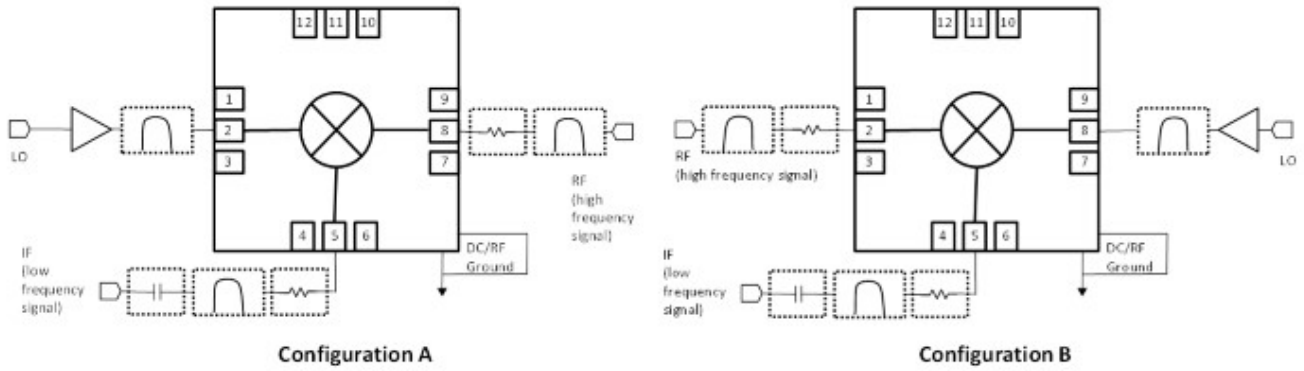 12 11 10
1
2
3
9
8
7
4 5 6
LO
RF
(high
frequency
signal)
IF
(low
frequency
signal)
DC/RF
Ground
Configuration A
12 11 10
1
2
3
9
8
7
4 5 6
RF
(high frequency signal)
LO
IF
(low
frequency
signal)
DC/RF
Ground
Configuration B